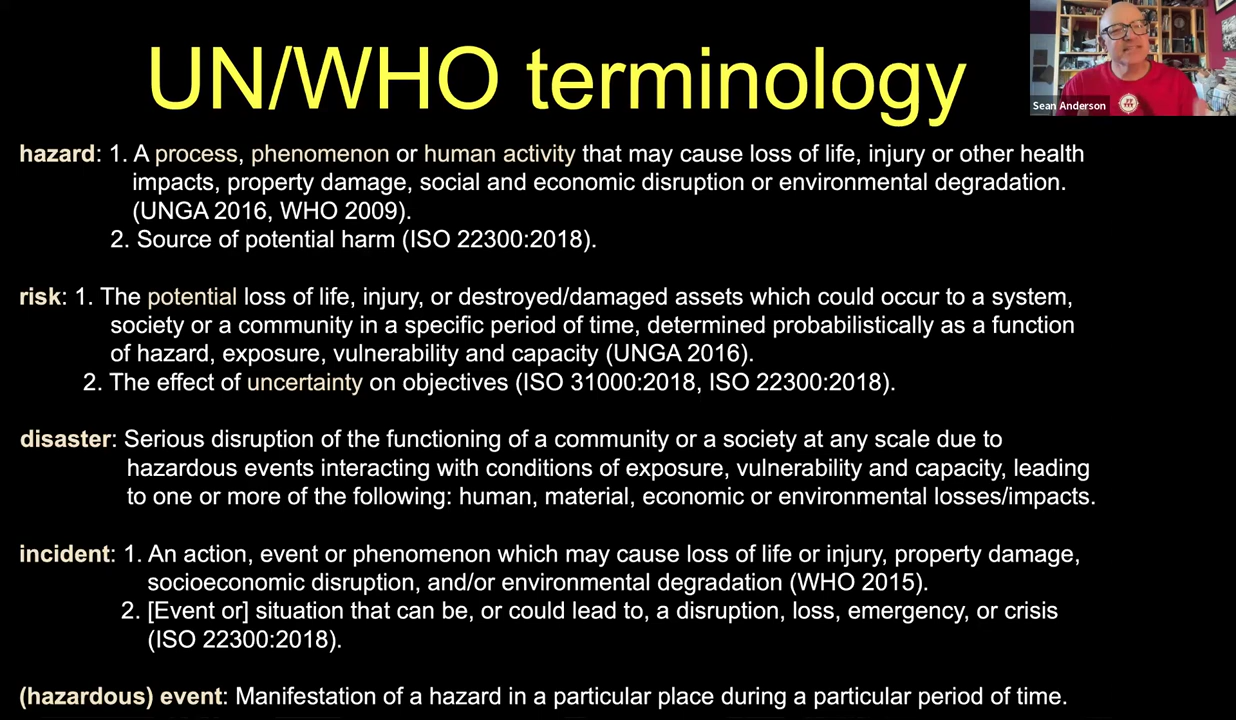 UN/WHO terminology
Sean Anderson
hazard: 1. A process, phenomenon or human activity that may cause loss of life, injury or other health
impacts, property damage, social and economic disruption or environmental degradation.
(UNGA 2016, WHO 2009).
2. Source of potential harm (ISO 22300:2018).
risk: 1. The potential loss of life, injury, or destroyed/damaged assets which could occur to a system,
society or a community in a specific period of time, determined probabilistically as a function
of hazard, exposure, vulnerability and capacity (UNGA 2016).
2. The effect of uncertainty on objectives (ISO 31000:2018, ISO 22300:2018).
disaster: Serious disruption of the functioning of a community or a society at any scale due to
hazardous events interacting with conditions of exposure, vulnerability and capacity, leading
to one or more of the following: human, material, economic or environmental losses/impacts.
incident: 1. An action, event or phenomenon which may cause loss of life or injury, property damage,
socioeconomic disruption, and/or environmental degradation (WHO 2015).
2. [Event or] situation that can be, or could lead to, a disruption, loss, emergency, or crisis
(ISO 22300:2018).
(hazardous) event: Manifestation of a hazard in a particular place during a particular period of time.